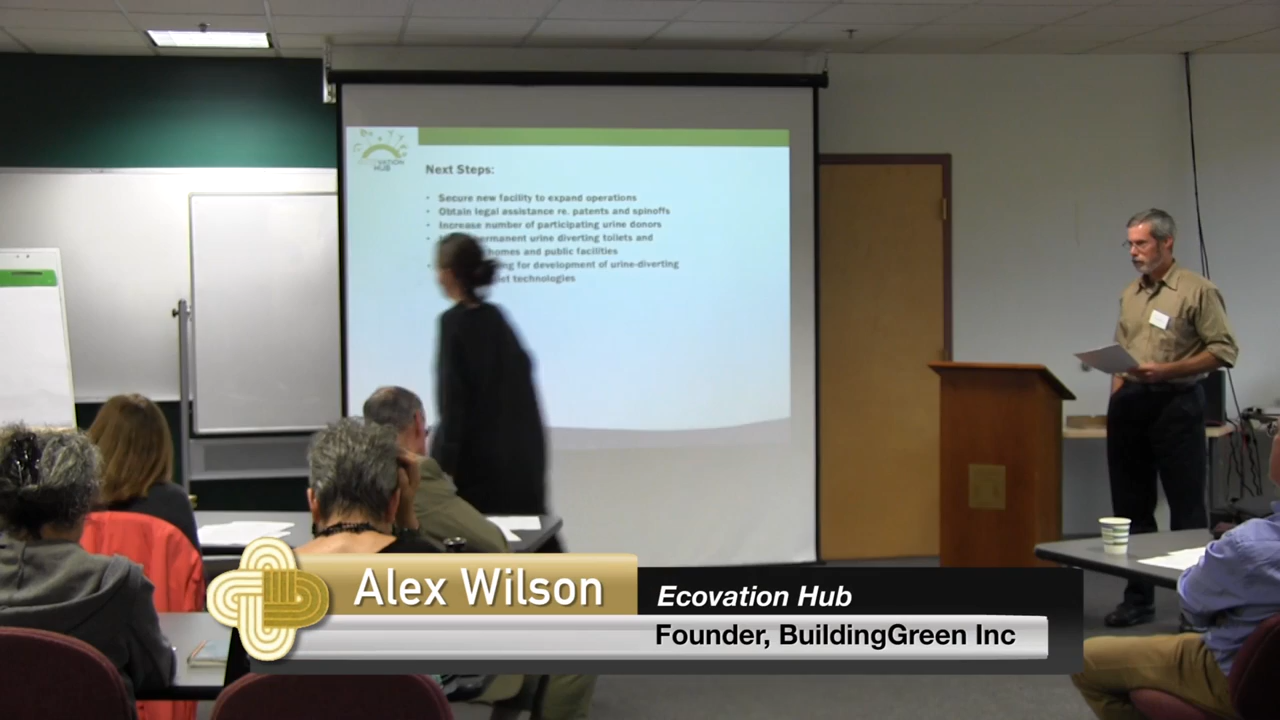 VATION
HUB
Next Steps:
• Secure new facility to expand operations
• Obtain legal assistance re. patents and spinoffs
• Increase number of participating urine donors
permanent urine diverting toilets and
homes and public facilities
for development of urine-diverting
technologies
Alex Wilson
Ecovation Hub
Founder, BuildingGreen Inc